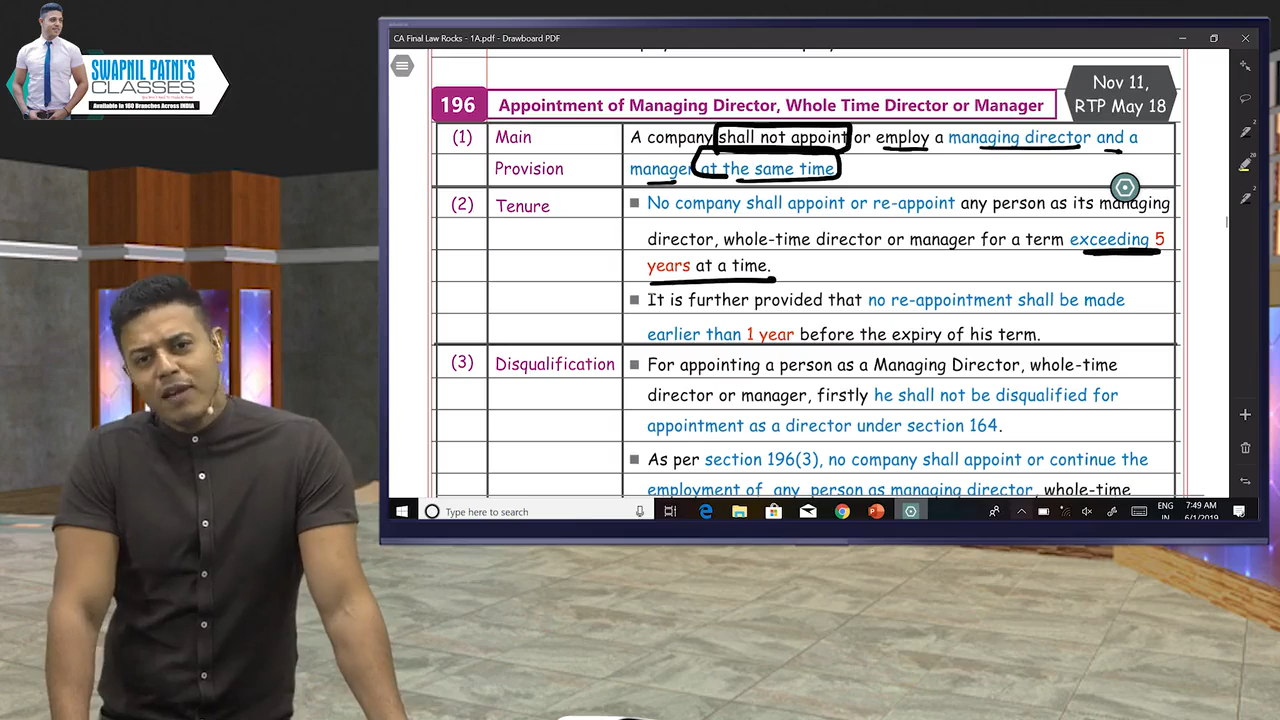 SWAPNIL PATNI'S
CLASSES
Available in 160 Branches Across INDIA
CA Final Law Rocks - 1A.pdf - Drawboard PDF
Nov 11,
RTP May 18
196 Appointment of Managing Director, Whole Time Director or Manager
(1) Main A company shall not appoint or employ a managing director and a
Provision manager at the same time.
(2) Tenure ■ No company shall appoint or re-appoint any person as its managing
director, whole-time director or manager for a term exceeding 5
years at a time.
■ It is further provided that no re-appointment shall be made
earlier than 1 year before the expiry of his term.
(3) Disqualification ■ For appointing a person as a Managing Director, whole-time
director or manager, firstly he shall not be disqualified for
appointment as a director under section 164.
■ As per section 196(3), no company shall appoint or continue the
employment of any person as managing director, whole-time
Type here to search
ENG 7:49 AM
IN 6/1/2019